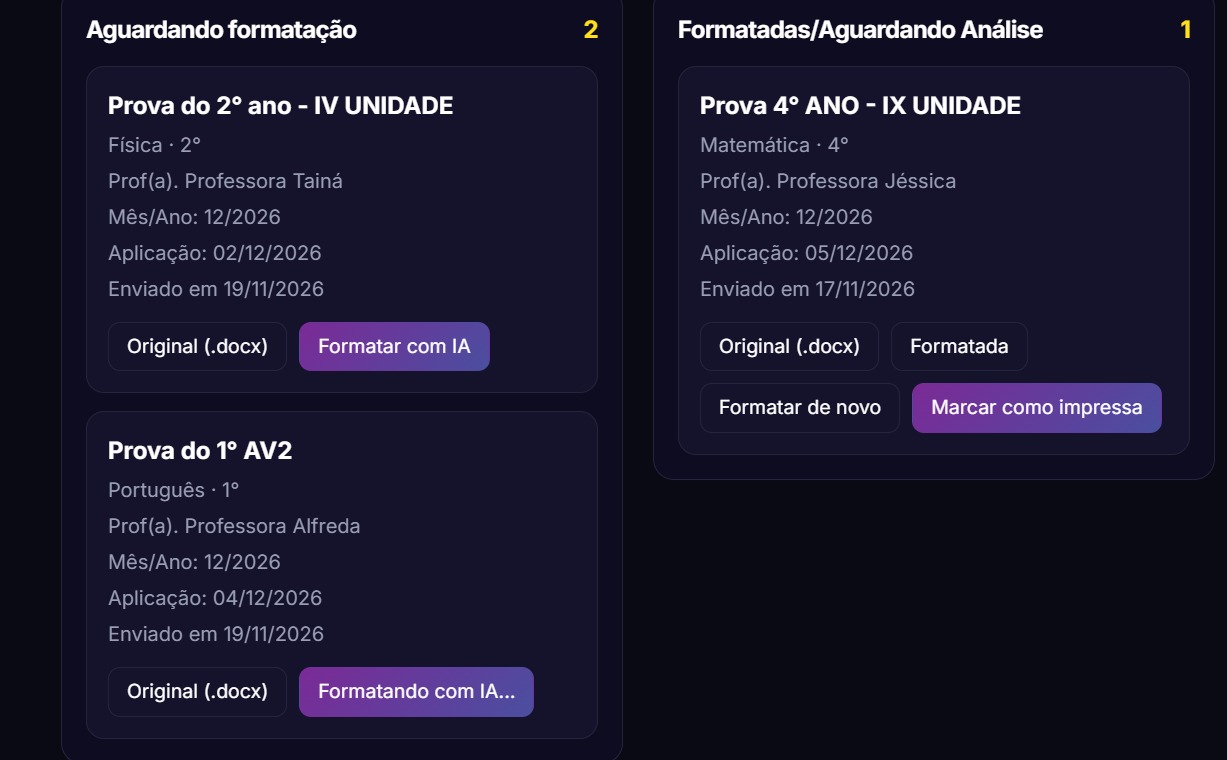 Aguardando formatação 2
Prova do 2° ano - IV UNIDADE
Física · 2°
Prof(a). Professora Tainá
Mês/Ano: 12/2026
Aplicação: 02/12/2026
Enviado em 19/11/2026
Original (.docx) Formatar com IA
Prova do 1° AV2
Português · 1°
Prof(a). Professora Alfreda
Mês/Ano: 12/2026
Aplicação: 04/12/2026
Enviado em 19/11/2026
Original (.docx) Formatando com IA...
Formatadas/Aguardando Análise 1
Prova 4° ANO - IX UNIDADE
Matemática · 4°
Prof(a). Professora Jéssica
Mês/Ano: 12/2026
Aplicação: 05/12/2026
Enviado em 17/11/2026
Original (.docx) Formatada
Formatar de novo Marcar como impressa